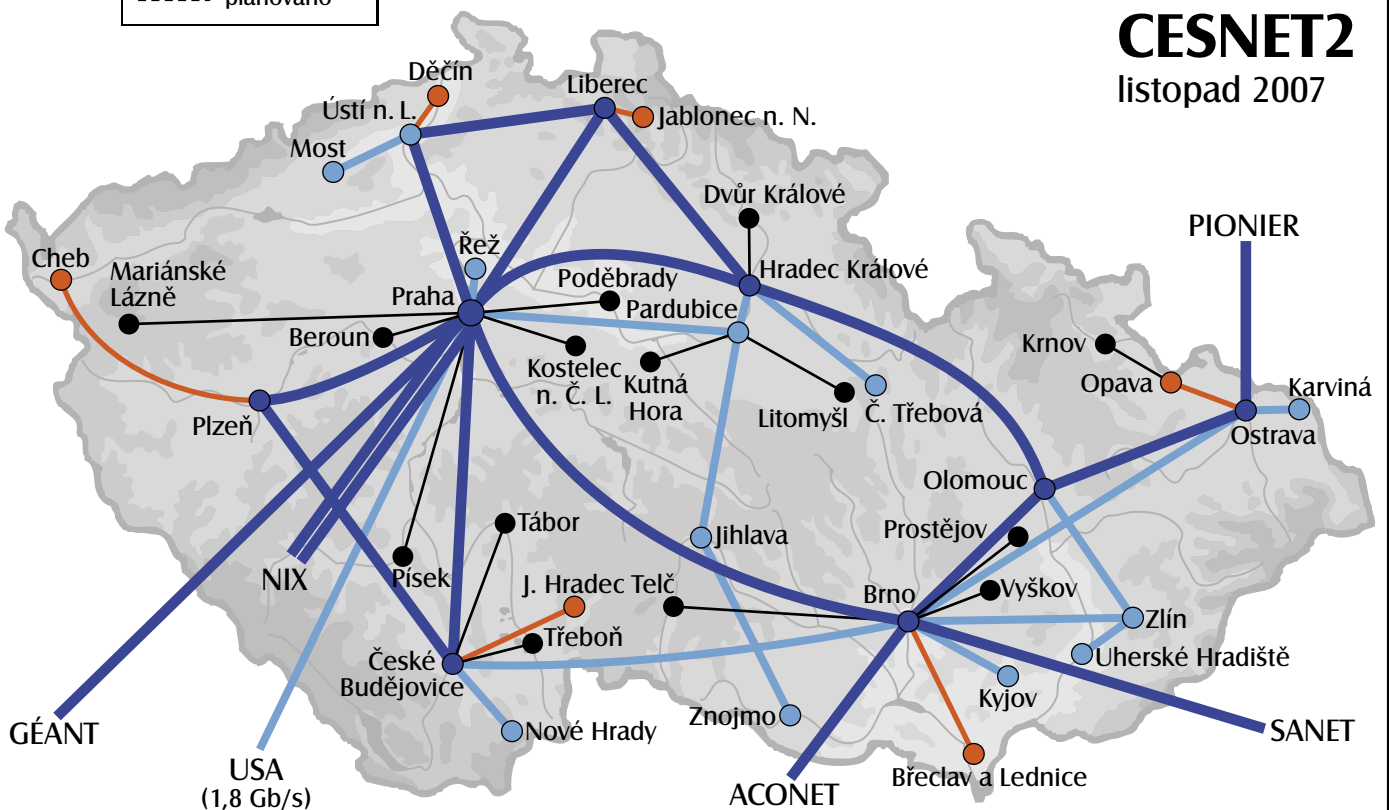 plánováno
CESNET2
listopad 2007
Děčín
Liberec
Ústí n. L.
Jablonec n. N.
Most
Dvůr Králové
PIONIER
Řež
Cheb
Mariánské
Lázně
Hradec Králové
Poděbrady
Praha
Pardubice
Beroun
Krnov
Kostelec
n. Č. L.
Kutná
Hora
Opava
Karviná
Litomyšl
Č. Třebová
Plzeň
Ostrava
Olomouc
Tábor
Prostějov
Jihlava
NIX
Písek
J. Hradec
Telč
Brno
Vyškov
Třeboň
Zlín
České
Budějovice
Uherské Hradiště
Kyjov
Znojmo
Nové Hrady
GÉANT
SANET
USA
(1,8 Gb/s)
Břeclav a Lednice
ACONET